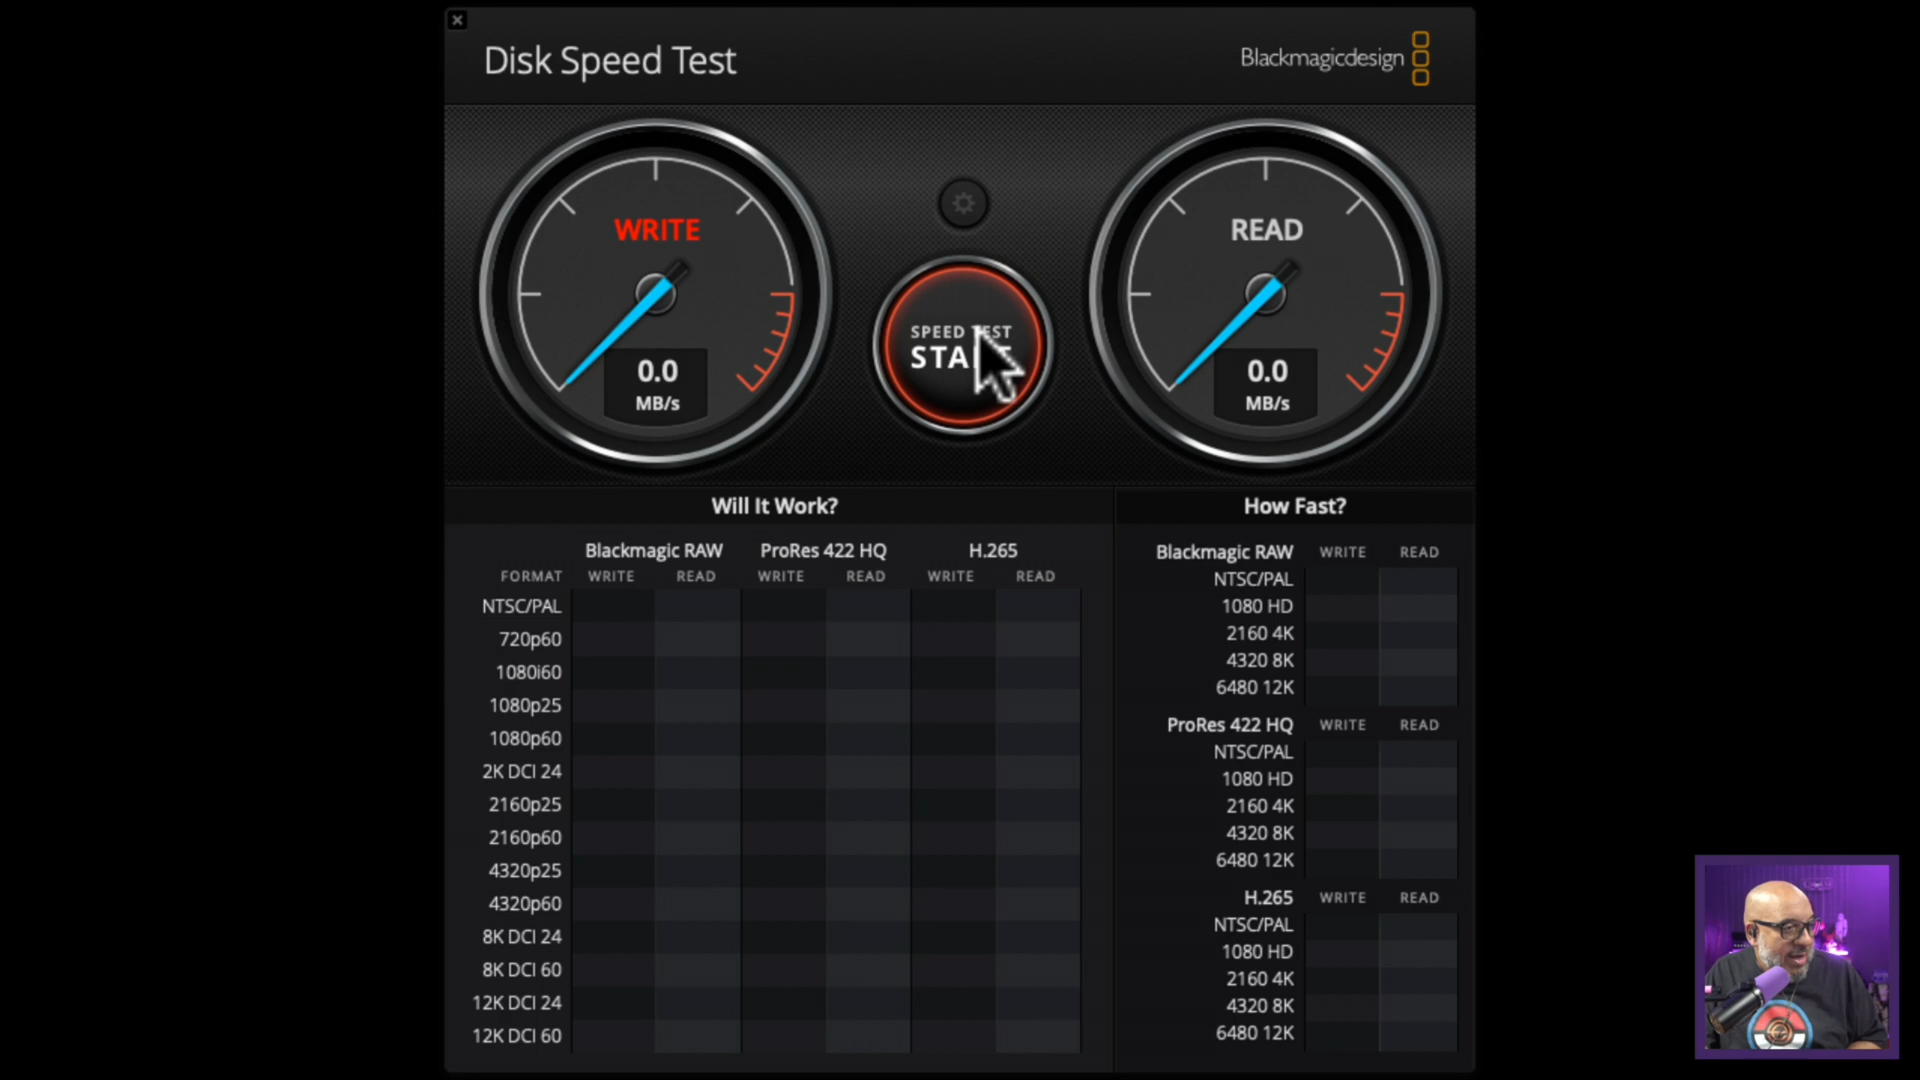 Disk Speed Test
Blackmagicdesign
WRITE
0.0
MB/s
SPEED TEST
READ
0.0
MB/s
Will It Work?
Blackmagic RAW ProRes 422 HQ H.265
FORMAT WRITE READ WRITE READ WRITE READ
NTSC/PAL
720p60
1080i60
1080p25
1080p60
2K DCI 24
2160p25
2160p60
4320p25
4320p60
8K DCI 24
8K DCI 60
12K DCI 24
12K DCI 60
How Fast?
Blackmagic RAW WRITE READ
NTSC/PAL
1080 HD
2160 4K
4320 8K
6480 12K
ProRes 422 HQ WRITE READ
NTSC/PAL
1080 HD
2160 4K
4320 8K
6480 12K
H.265 WRITE READ
NTSC/PAL
1080 HD
2160 4K
4320 8K
6480 12K